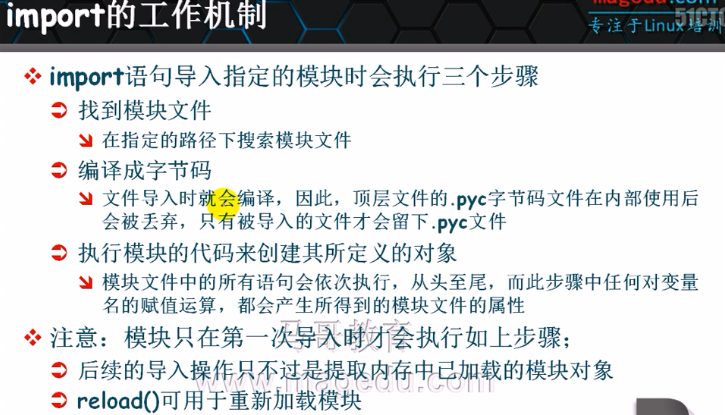 import的工作机制
magedu.com
51CTO
专注于Linux培训
import语句导入指定的模块时会执行三个步骤
找到模块文件
在指定的路径下搜索模块文件
编译成字节码
文件导入时就会编译，因此，顶层文件的.pyc字节码文件在内部使用后
会被丢弃，只有被导入的文件才会留下.pyc文件
执行模块的代码来创建其所定义的对象
模块文件中的所有语句会依次执行，从头至尾，而此步骤中任何对变量
名的赋值运算，都会产生所得到的模块文件的属性
注意：模块只在第一次导入时才会执行如上步骤；
后续的导入操作只不过是提取内存中已加载的模块对象
reload()可用于重新加载模块
马哥教育
www.magedu.com